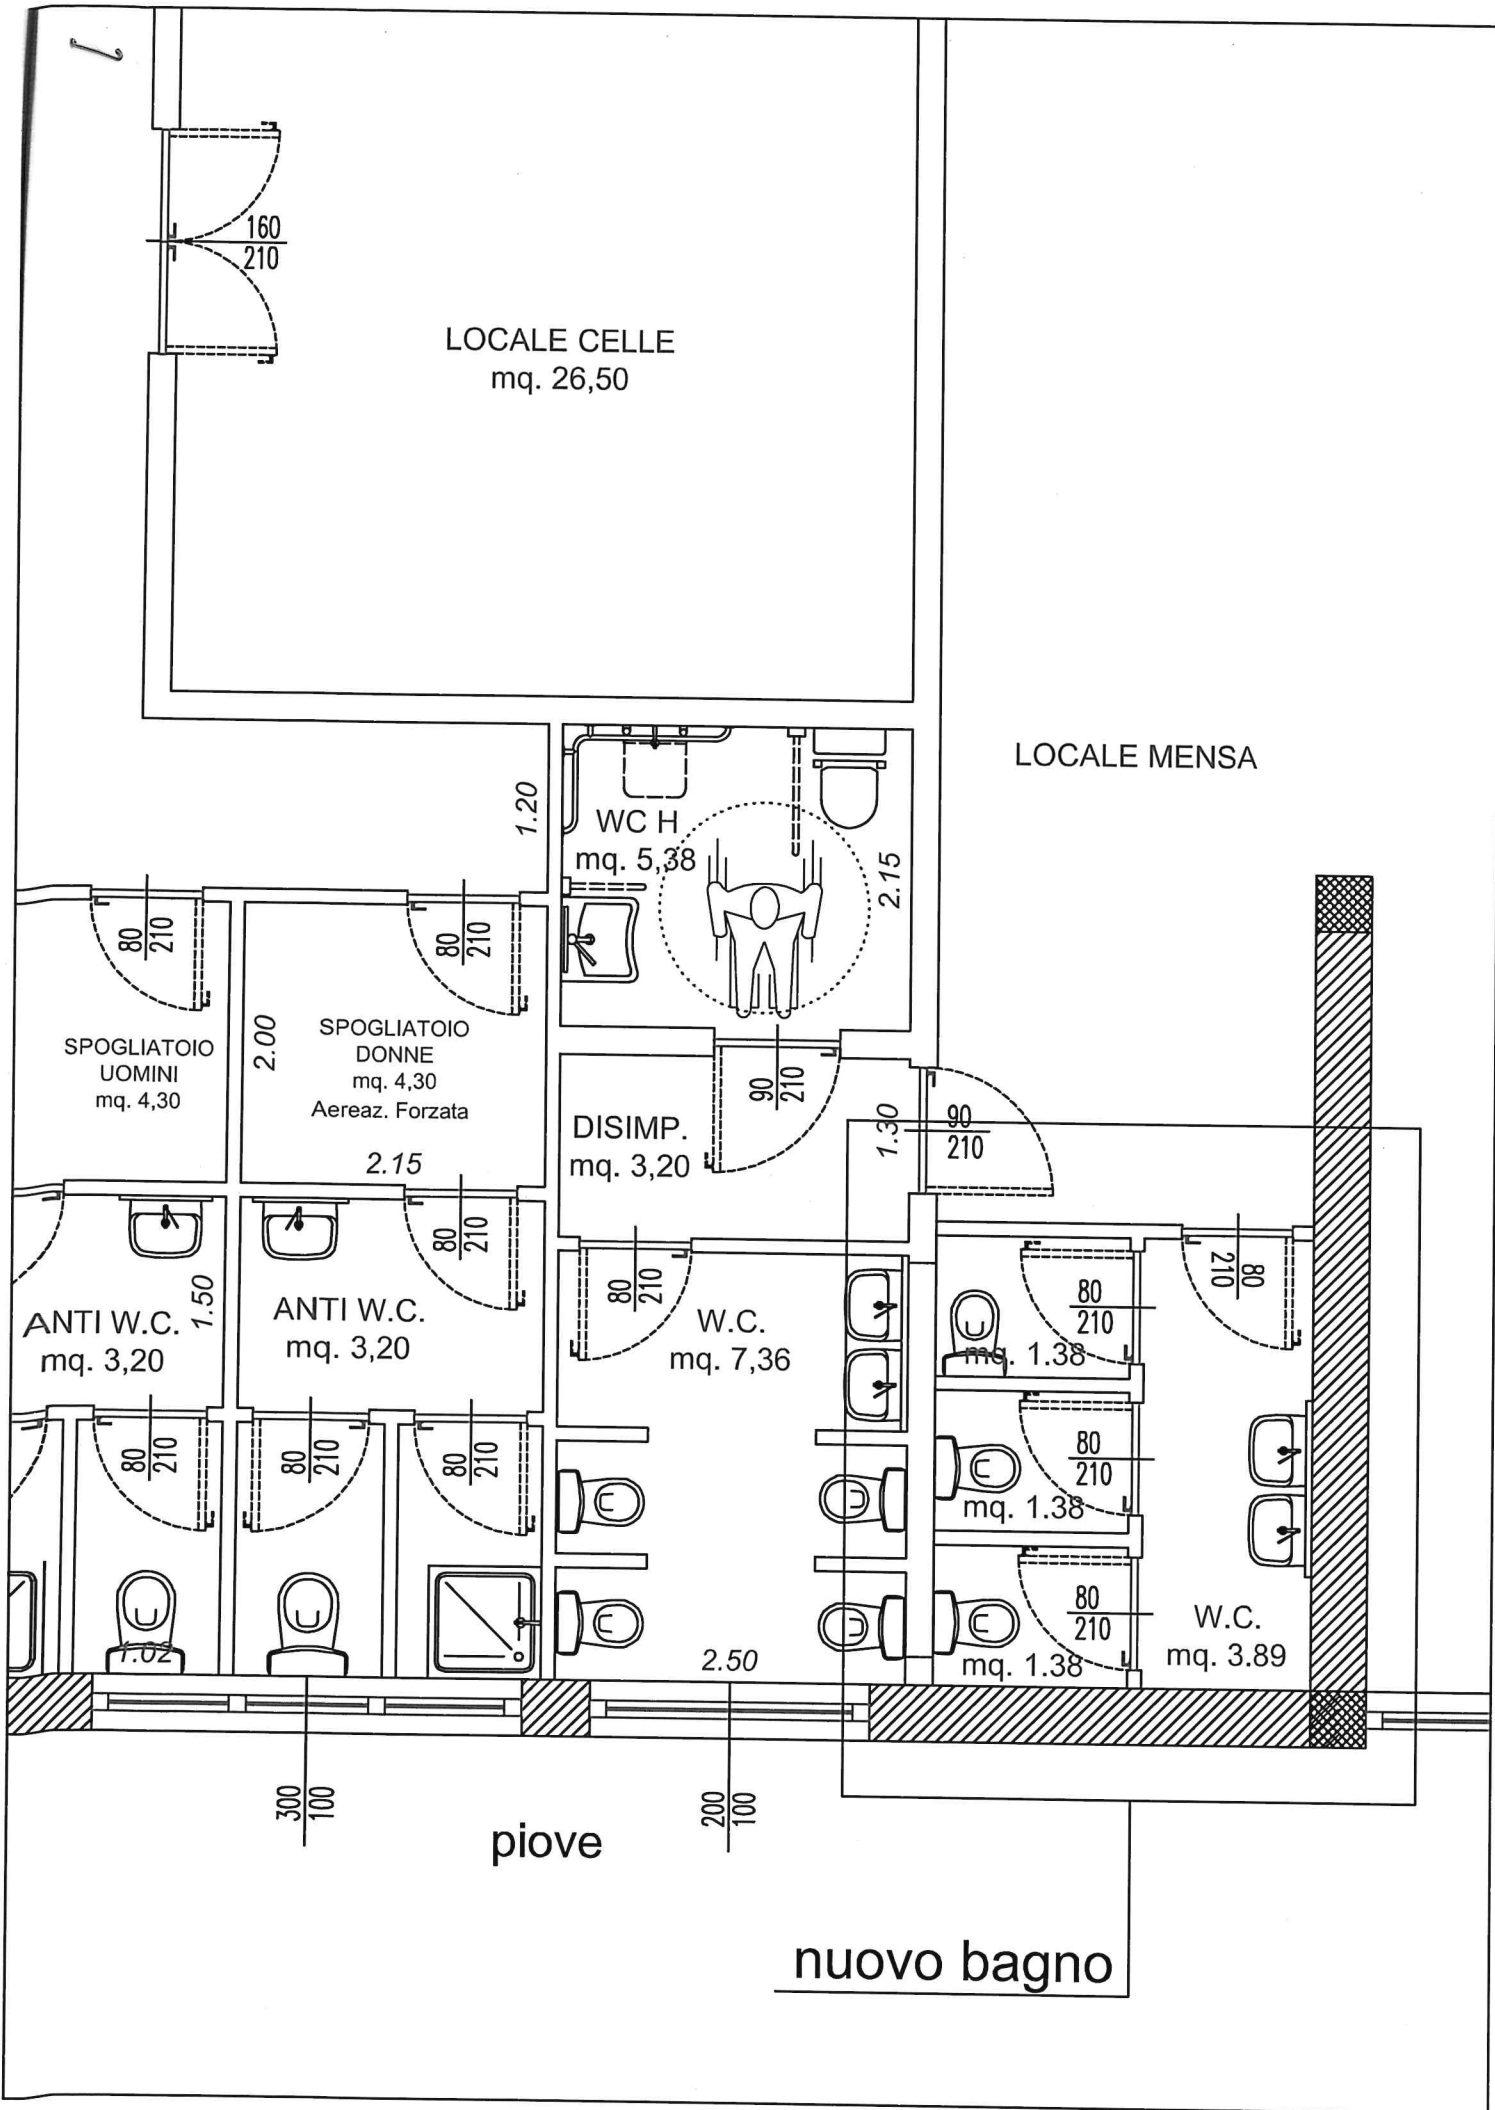 160
210
LOCALE CELLE
mq. 26,50
LOCALE MENSA
1.20
WC H
mq. 5,38
2.15
80
210
80
210
SPOGLIATOIO
UOMINI
mq. 4,30
2.00
SPOGLIATOIO
DONNE
mq. 4,30
Aereaz. Forzata
2.15
90
210
DISIMP.
mq. 3,20
1.30
90
210
80
210
80
210
80
210
ANTI W.C.
mq. 3,20
1.50
ANTI W.C.
mq. 3,20
W.C.
mq. 7,36
80
210
mq. 1.38
80
210
80
210
80
210
80
210
mq. 1.38
80
210
mq. 1.38
W.C.
mq. 3.89
1.02
2.50
300
100
200
100
piove
nuovo bagno